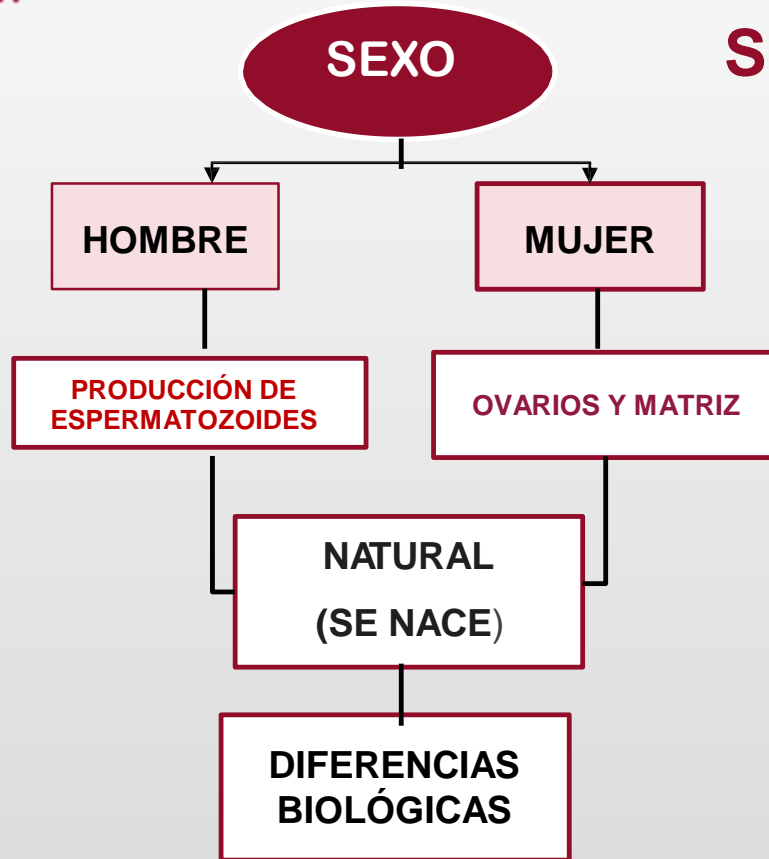 SEXO
S
HOMBRE
MUJER
PRODUCCIÓN DE
ESPERMATOZOIDES
OVARIOS Y MATRIZ
NATURAL
(SE NACE)
DIFERENCIAS
BIOLÓGICAS